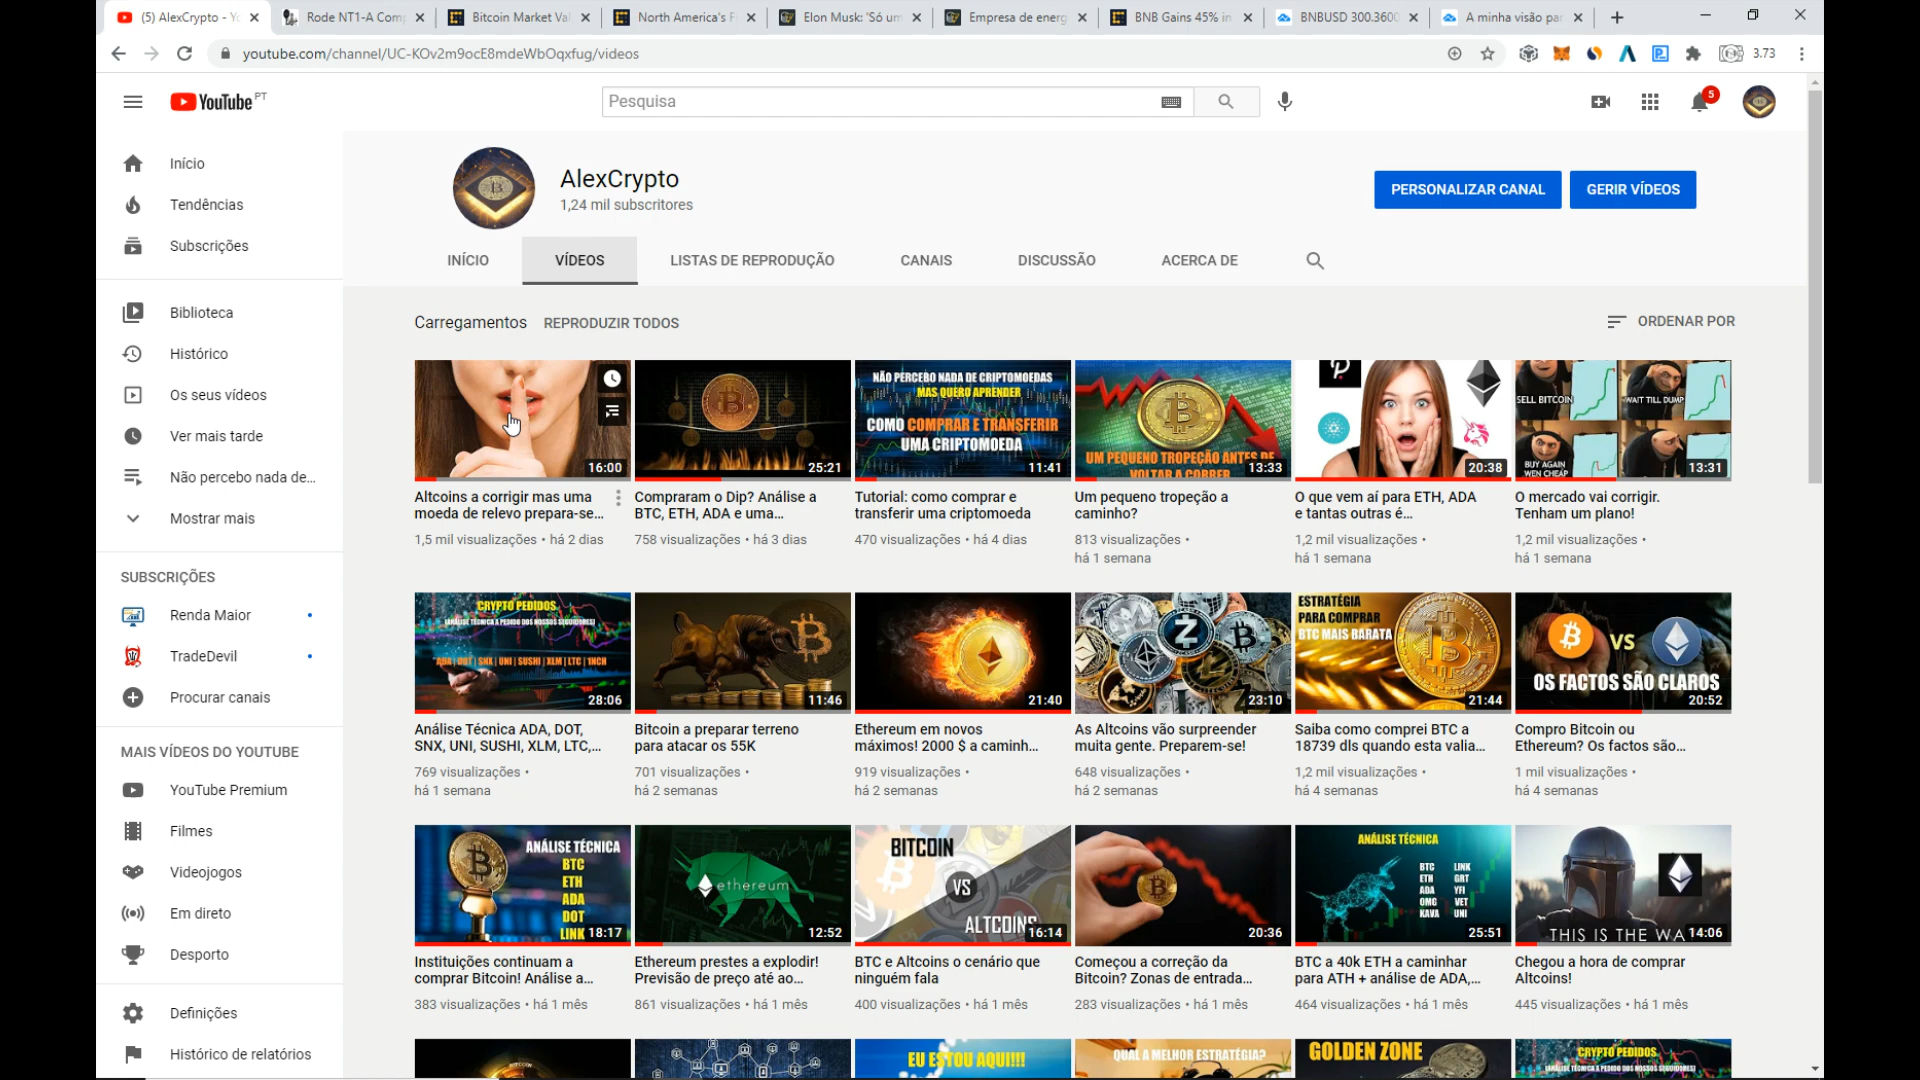 (5) AlexCrypto - Yo
Rode NT1-A Comp
Bitcoin Market Val
North America's Fi
Elon Musk: 'Só um
Empresa de energ
BNB Gains 45% in
BNBUSD 300.3600
A minha visão par
youtube.com/channel/UC-KOv2m9ocE8mdeWbOqxfug/videos
3.73
YouTube PT
Pesquisa
5
Início
Tendências
Subscrições
Biblioteca
Histórico
Os seus vídeos
Ver mais tarde
Não percebo nada de...
Mostrar mais
SUBSCRIÇÕES
Renda Maior
TradeDevil
Procurar canais
MAIS VÍDEOS DO YOUTUBE
YouTube Premium
Filmes
Videojogos
Em direto
Desporto
Definições
Histórico de relatórios
AlexCrypto
1,24 mil subscritores
PERSONALIZAR CANAL
GERIR VÍDEOS
INÍCIO
VÍDEOS
LISTAS DE REPRODUÇÃO
CANAIS
DISCUSSÃO
ACERCA DE
Carregamentos
REPRODUZIR TODOS
ORDENAR POR
16:00
Altcoins a corrigir mas uma
moeda de relevo prepara-se...
1,5 mil visualizações • há 2 dias
25:21
Compraram o Dip? Análise a
BTC, ETH, ADA e uma...
758 visualizações • há 3 dias
NÃO PERCEBO NADA DE CRIPTOMOEDAS
MAS QUERO APRENDER
COMO COMPRAR E TRANSFERIR
UMA CRIPTOMOEDA
11:41
Tutorial: como comprar e
transferir uma criptomoeda
470 visualizações • há 4 dias
UM PEQUENO TROPEÇÃO ANTES DE
VOLTAR A CORRER
13:33
Um pequeno tropeção a
caminho?
813 visualizações •
há 1 semana
20:38
O que vem aí para ETH, ADA
e tantas outras é...
1,2 mil visualizações •
há 1 semana
SELL BITCOIN
WAIT TILL DUMP
BUY AGAIN
WEN CHEAP
13:31
O mercado vai corrigir.
Tenham um plano!
1,2 mil visualizações •
há 1 semana
CRYPTO PEDIDOS
(ANÁLISE TÉCNICA A PEDIDO DOS NOSSOS SEGUIDORES)
ADA | DOT | SNX | UNI | SUSHI | XLM | LTC | 1INCH
28:06
Análise Técnica ADA, DOT,
SNX, UNI, SUSHI, XLM, LTC,...
769 visualizações •
há 1 semana
11:46
Bitcoin a preparar terreno
para atacar os 55K
701 visualizações •
há 2 semanas
21:40
Ethereum em novos
máximos! 2000 $ a caminh...
919 visualizações •
há 2 semanas
23:10
As Altcoins vão surpreender
muita gente. Preparem-se!
648 visualizações •
há 2 semanas
ESTRATÉGIA
PARA COMPRAR
BTC MAIS BARATA
21:44
Saiba como comprei BTC a
18739 dls quando esta valia...
1,2 mil visualizações •
há 4 semanas
VS
OS FACTOS SÃO CLAROS
20:52
Compro Bitcoin ou
Ethereum? Os factos são...
1 mil visualizações •
há 4 semanas
ANÁLISE TÉCNICA
BTC
ETH
ADA
DOT
LINK
18:17
Instituições continuam a
comprar Bitcoin! Análise a...
383 visualizações • há 1 mês
ethereum
12:52
Ethereum prestes a explodir!
Previsão de preço até ao...
861 visualizações • há 1 mês
BITCOIN
VS
ALTCOINS
16:14
BTC e Altcoins o cenário que
ninguém fala
400 visualizações • há 1 mês
20:36
Começou a correção da
Bitcoin? Zonas de entrada...
283 visualizações • há 1 mês
ANÁLISE TÉCNICA
BTC LINK
ETH GRT
ADA YFI
OMG VET
KAVA UNI
25:51
BTC a 40k ETH a caminhar
para ATH + análise de ADA,...
464 visualizações • há 1 mês
THIS IS THE WA
14:06
Chegou a hora de comprar
Altcoins!
445 visualizações • há 1 mês
BITCOIN
EU ESTOU AQUI!!!
QUAL A MELHOR ESTRATÉGIA?
GOLDEN ZONE
CRYPTO PEDIDOS
(ANÁLISE TÉCNICA A PEDIDO DOS NOSSOS SEGUIDORES)